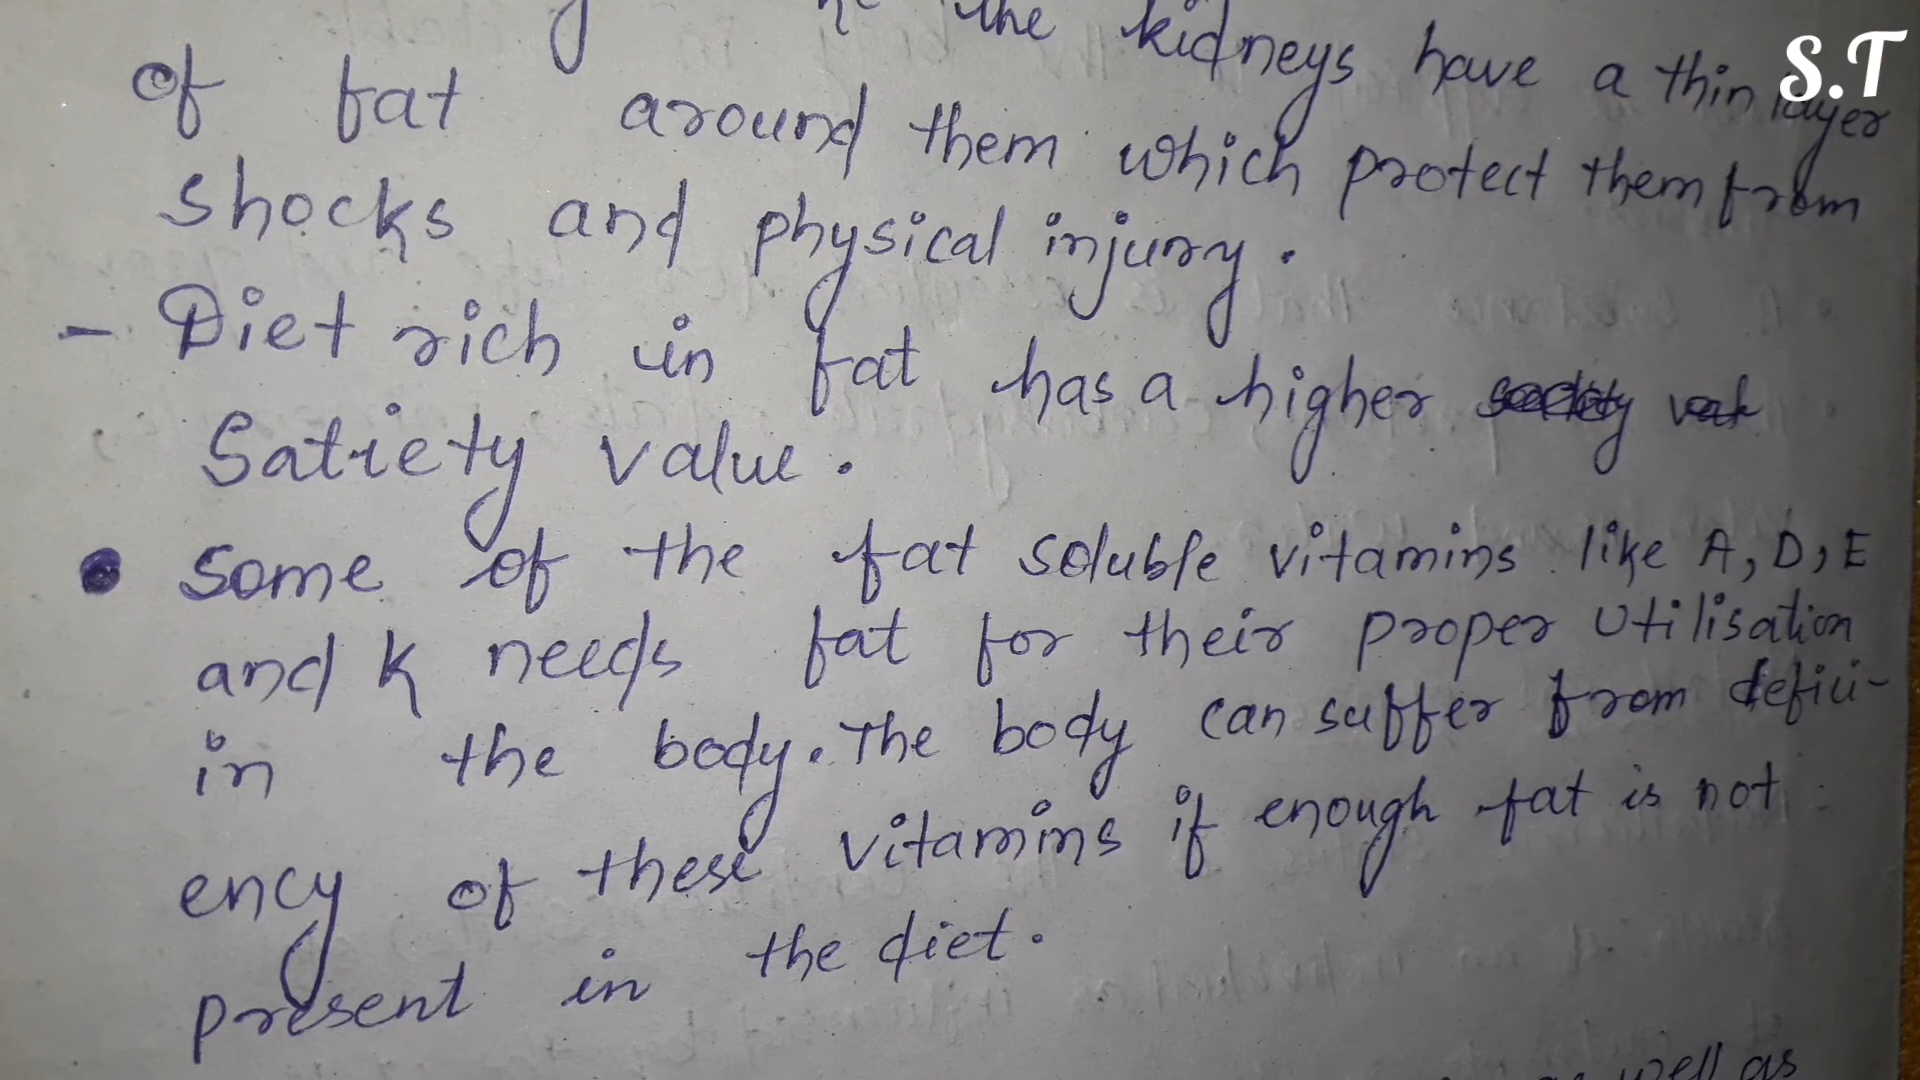 the kidneys have a thin layer
of fat around them which protect them from
shocks and physical injury.
- Diet rich in fat has a higher
Satiety value.
• Some of the fat soluble vitamins like A, D, E
and K needs fat for their proper Utilisation
in the body. The body can suffer from defici-
ency of these vitamins if enough fat is not
present in the diet.
well as
S.T